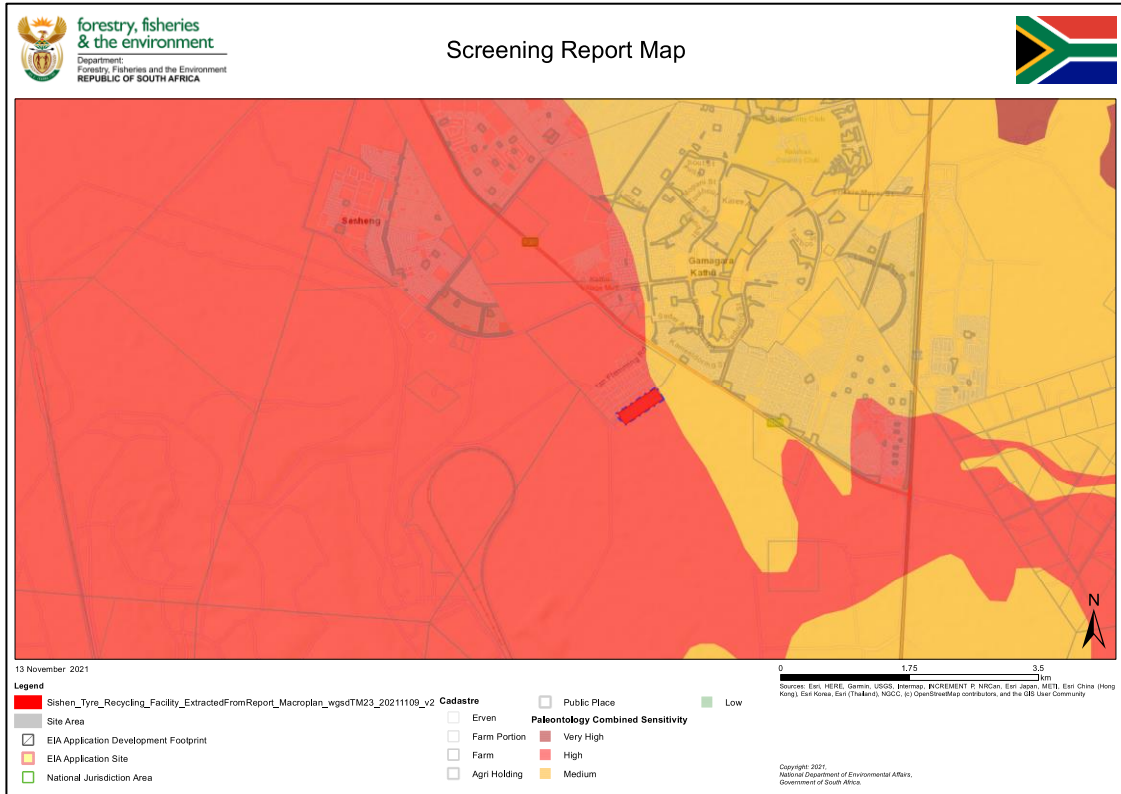 forestry, fisheries
& the environment
Department:
Forestry, Fisheries and the Environment
REPUBLIC OF SOUTH AFRICA
Screening Report Map
Sesheng
Gamagara
Kathu
13 November 2021
Legend
Sishen_Tyre_Recycling_Facility_ExtractedFromReport_Macroplan_wgsdTM23_20211109_v2
Site Area
EIA Application Development Footprint
EIA Application Site
National Jurisdiction Area
Cadastre
Erven
Farm Portion
Farm
Agri Holding
Public Place
Paleontology Combined Sensitivity
Very High
High
Medium
Low
N
0 1.75 3.5
km
Sources: Esri, HERE, Garmin, USGS, Intermap, INCREMENT P, NRCan, Esri Japan, METI, Esri China (Hong
Kong), Esri Korea, Esri (Thailand), NGCC, (c) OpenStreetMap contributors, and the GIS User Community
Copyright: 2021,
National Department of Environmental Affairs,
Government of South Africa.